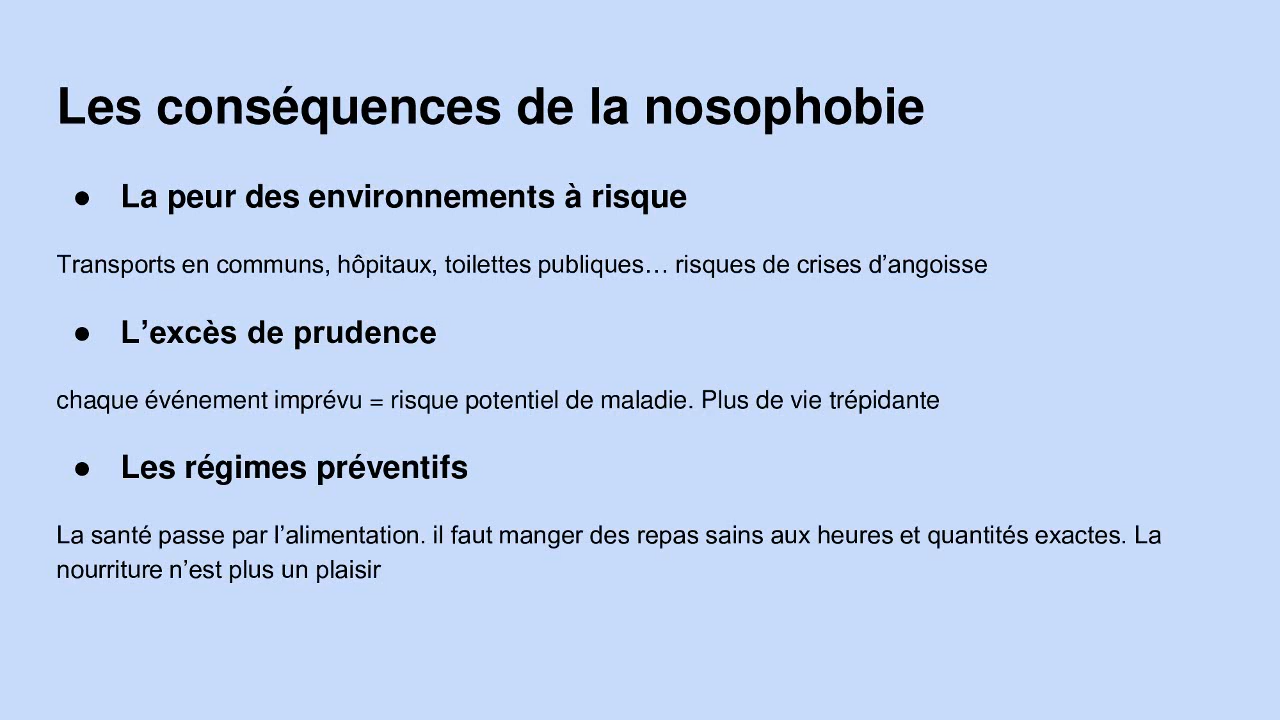 Les conséquences de la nosophobie
● La peur des environnements à risque
Transports en communs, hôpitaux, toilettes publiques… risques de crises d’angoisse
● L’excès de prudence
chaque événement imprévu = risque potentiel de maladie. Plus de vie trépidante
● Les régimes préventifs
La santé passe par l’alimentation. il faut manger des repas sains aux heures et quantités exactes. La
nourriture n’est plus un plaisir